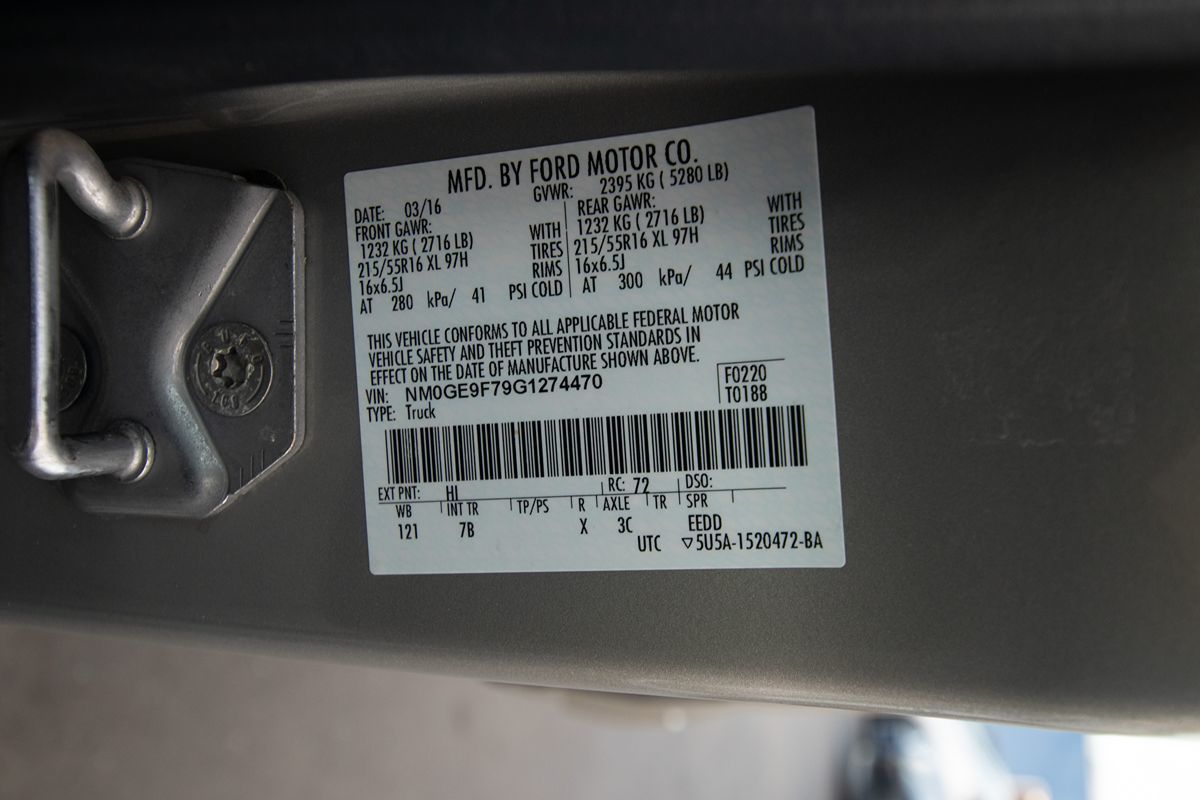 MFD. BY FORD MOTOR CO.
DATE: 03/16 GVWR: 2395 KG ( 5280 LB)
FRONT GAWR: REAR GAWR:
1232 KG ( 2716 LB) WITH 1232 KG ( 2716 LB) WITH
215/55R16 XL 97H TIRES 215/55R16 XL 97H TIRES
16x6.5J RIMS 16x6.5J RIMS
AT 280 kPa/ 41 PSI COLD AT 300 kPa/ 44 PSI COLD
THIS VEHICLE CONFORMS TO ALL APPLICABLE FEDERAL MOTOR
VEHICLE SAFETY AND THEFT PREVENTION STANDARDS IN
EFFECT ON THE DATE OF MANUFACTURE SHOWN ABOVE.
VIN: NM0GE9F79G1274470 F0220
TYPE: Truck T0188
EXT PNT: HI RC: 72 DSO:
WB INT TR TP/PS R AXLE TR SPR
121 7B X 3C EEDD
UTC ▽5U5A-1520472-BA